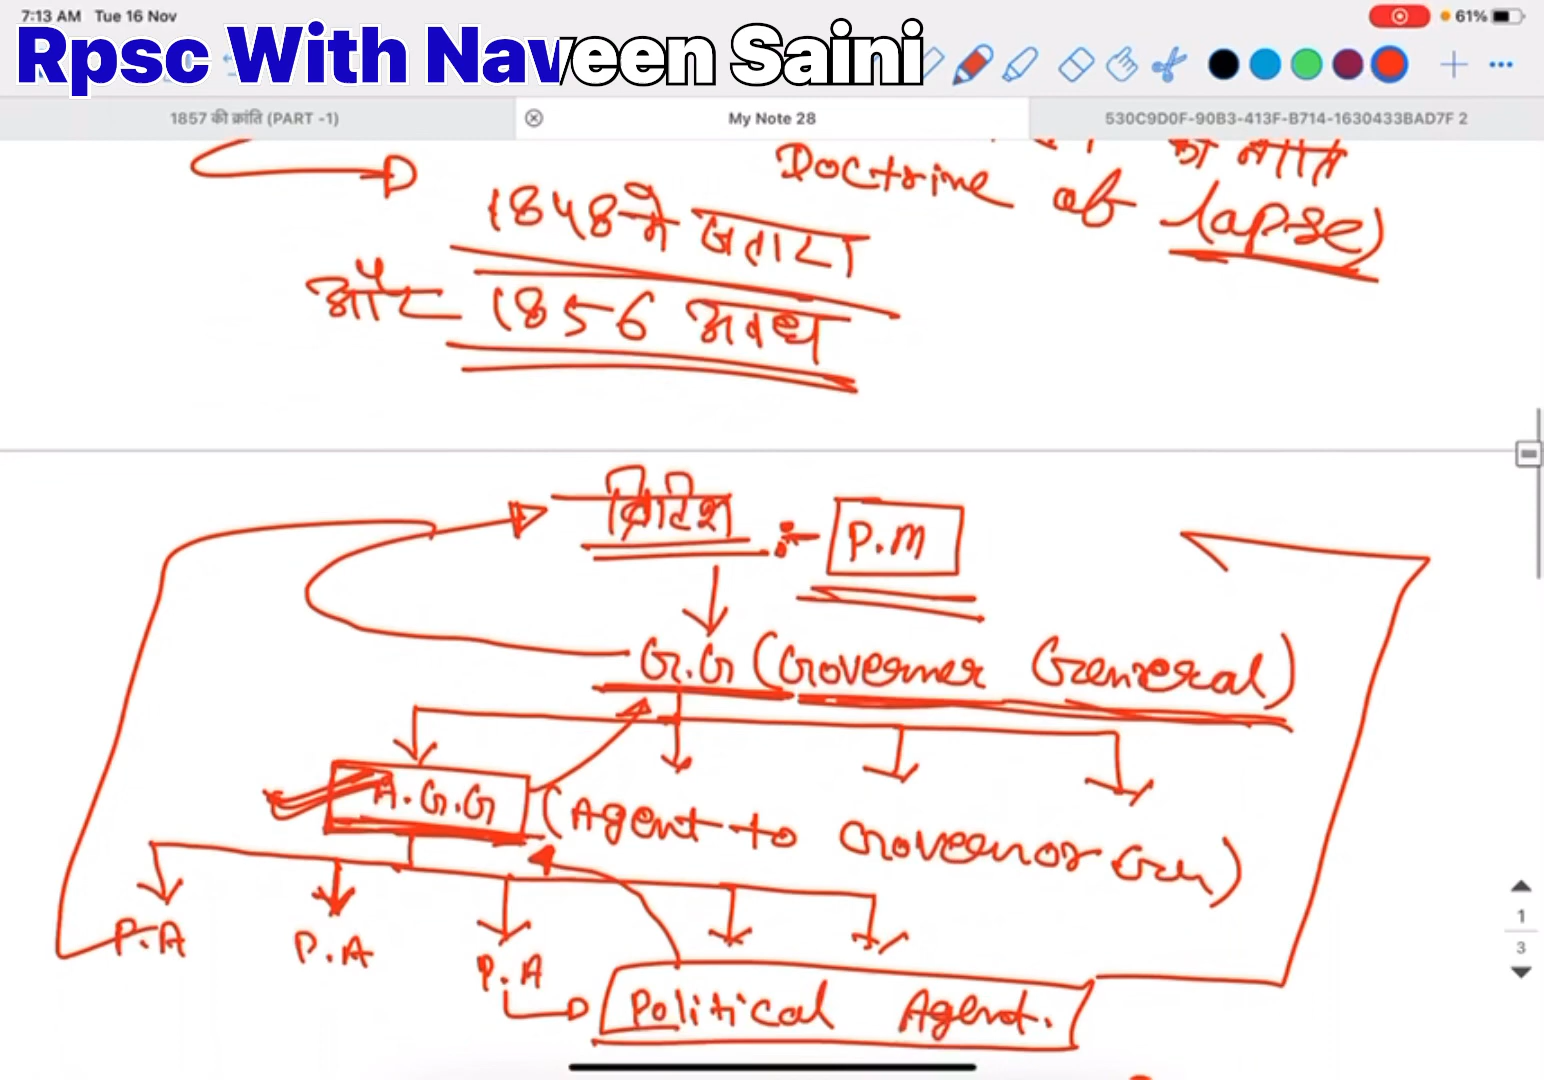 7:13 AM Tue 16 Nov
61%
Rpsc With Naveen Saini
1857 की क्रांति (PART -1)
My Note 28
530C9D0F-90B3-413F-B714-1630433BAD7F 2
Doctrine of lapse)
1848 में सतारा
और 1856 अवध
ब्रिटिश :- P.M
G.G (Governer General)
A.G.G (Agent to Governor Gen)
P.A P.A P.A
Political Agent.
1
3